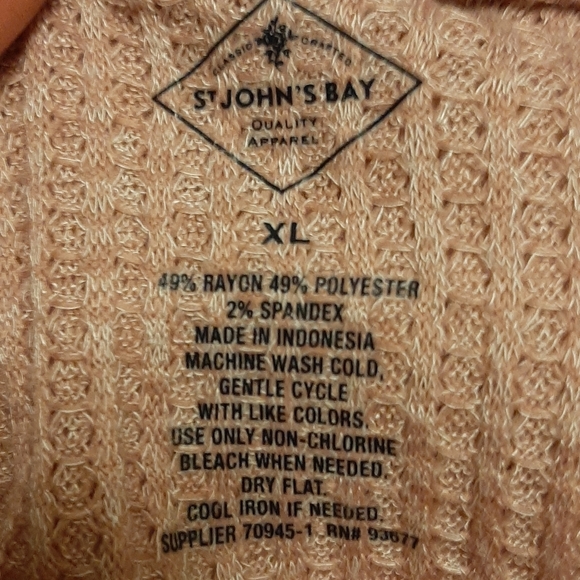 CLASSIC CRAFTED
ST JOHN'S BAY
QUALITY
APPAREL
XL
49% RAYON 49% POLYESTER
2% SPANDEX
MADE IN INDONESIA
MACHINE WASH COLD,
GENTLE CYCLE
WITH LIKE COLORS.
USE ONLY NON-CHLORINE
BLEACH WHEN NEEDED.
DRY FLAT.
COOL IRON IF NEEDED.
SUPPLIER 70945-1 RN# 93677